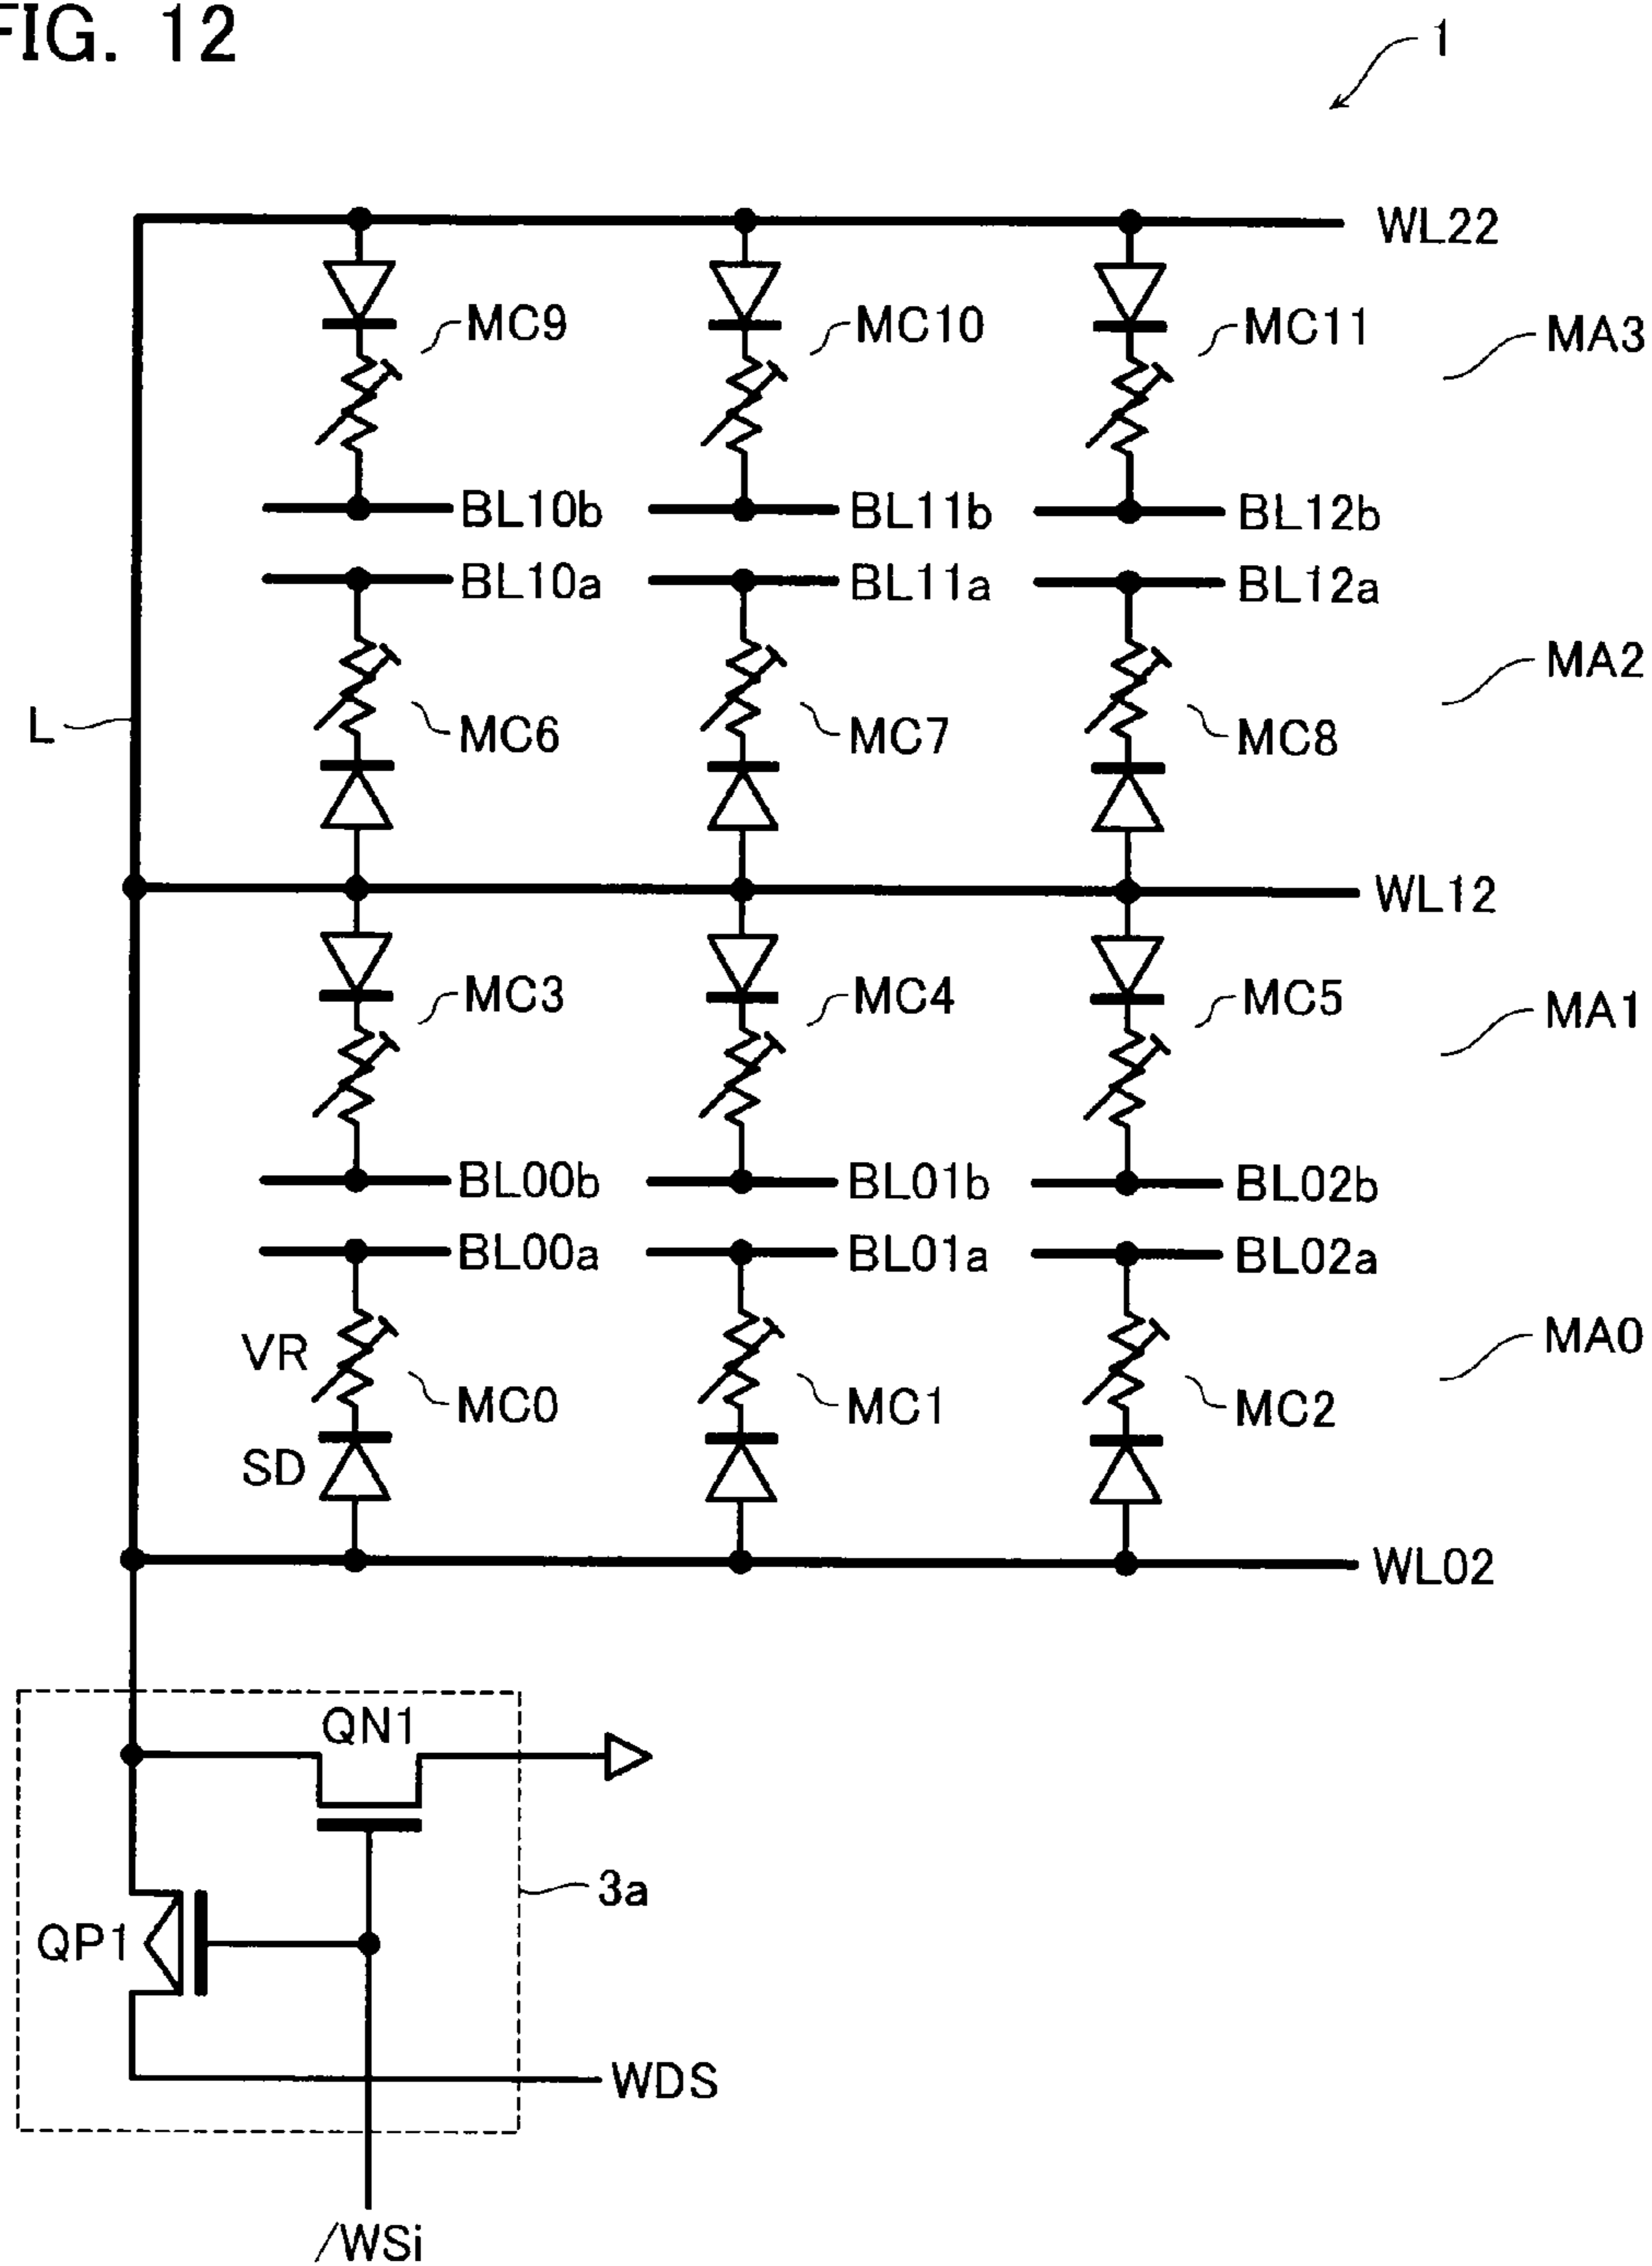 FIG. 12
1
WL22
MC9 MC10 MC11 MA3
BL10b BL11b BL12b
BL10a BL11a BL12a
MA2
L MC6 MC7 MC8
WL12
MC3 MC4 MC5 MA1
BL00b BL01b BL02b
BL00a BL01a BL02a
VR MA0
MC0 MC1 MC2
SD
WL02
QN1
3a
QP1
WDS
/WSi